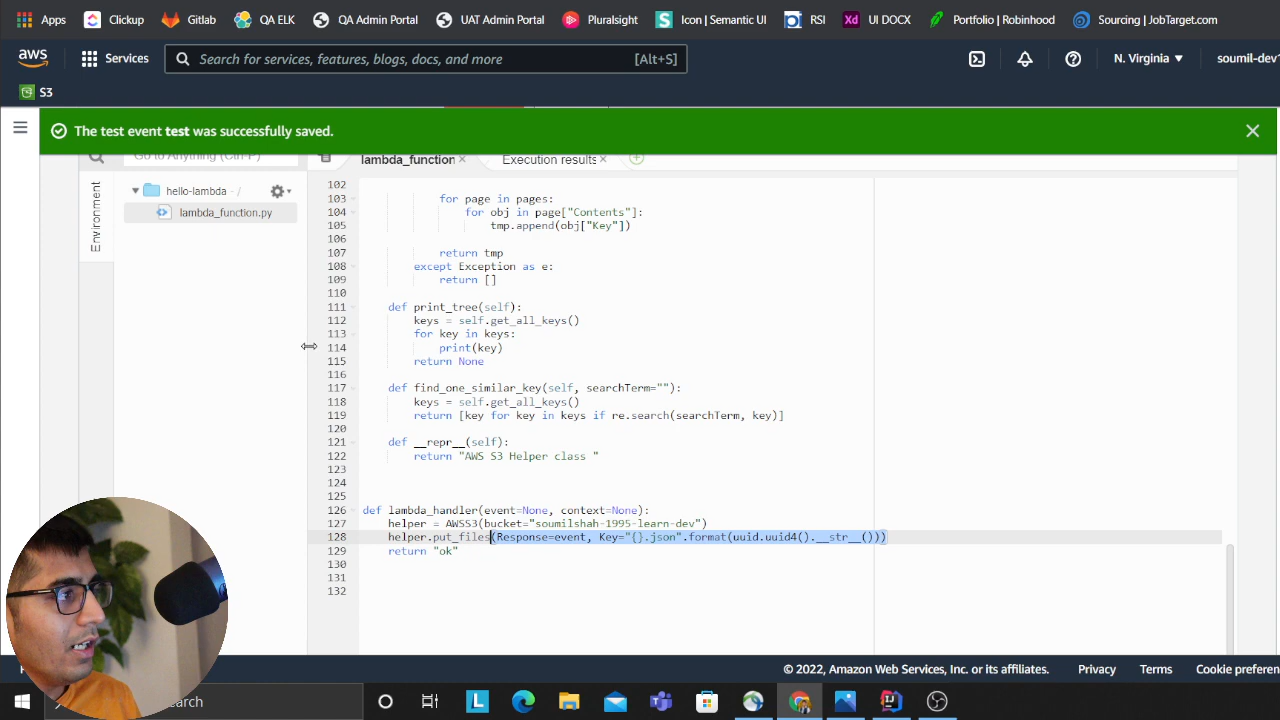 Apps Clickup Gitlab QA ELK QA Admin Portal UAT Admin Portal Pluralsight Icon | Semantic UI RSI UI DOCX Portfolio | Robinhood Sourcing | JobTarget.com
aws Services Search for services, features, blogs, docs, and more [Alt+S] N. Virginia soumil-dev1
S3
The test event test was successfully saved.
Go to Anything (Ctrl-P) lambda_function Execution results
Environment
hello-lambda - /
lambda_function.py
102
103 for page in pages:
104 for obj in page["Contents"]:
105 tmp.append(obj["Key"])
106
107 return tmp
108 except Exception as e:
109 return []
110
111 def print_tree(self):
112 keys = self.get_all_keys()
113 for key in keys:
114 print(key)
115 return None
116
117 def find_one_similar_key(self, searchTerm=""):
118 keys = self.get_all_keys()
119 return [key for key in keys if re.search(searchTerm, key)]
120
121 def __repr__(self):
122 return "AWS S3 Helper class "
123
124
125
126 def lambda_handler(event=None, context=None):
127 helper = AWSS3(bucket="soumilshah-1995-learn-dev")
128 helper.put_files(Response=event, Key="{}.json".format(uuid.uuid4().__str__()))
129 return "ok"
130
131
132
© 2022, Amazon Web Services, Inc. or its affiliates. Privacy Terms Cookie preferen